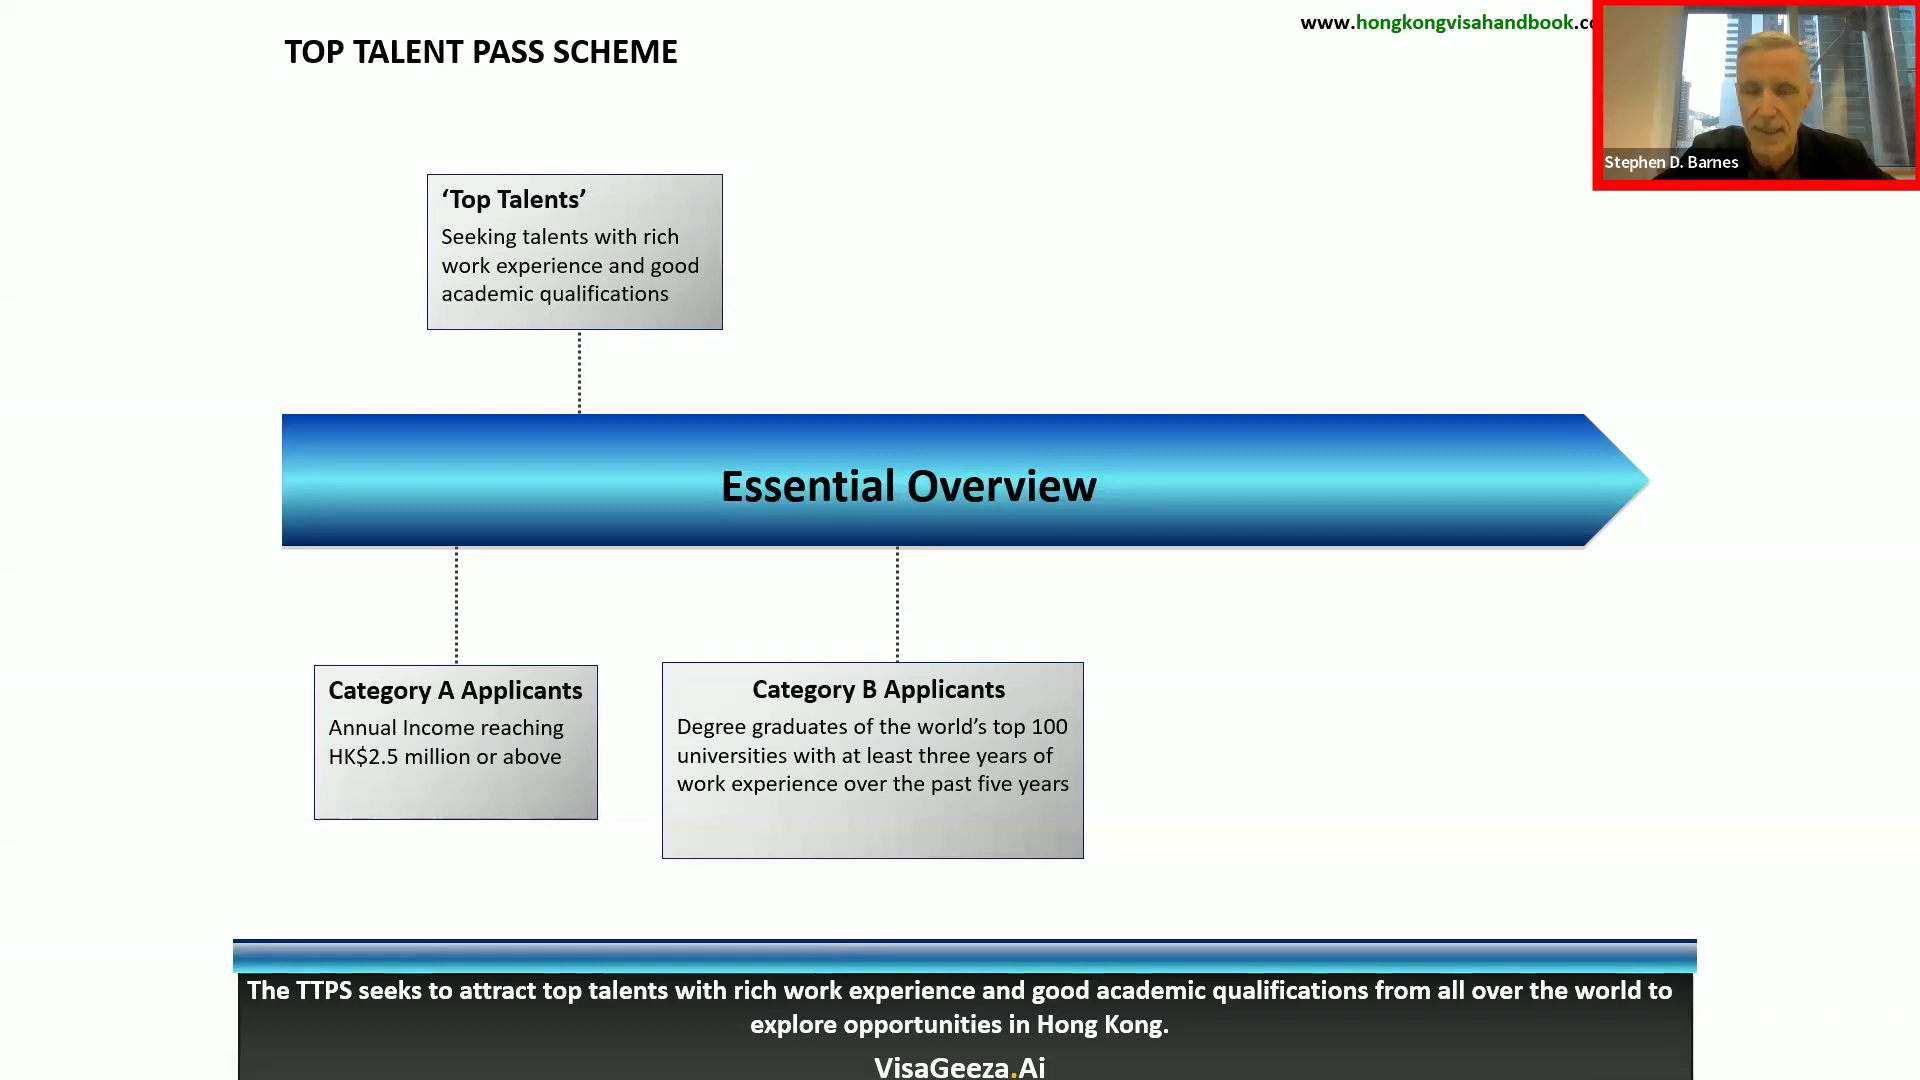 www.hongkongvisahandbook.c
TOP TALENT PASS SCHEME
Stephen D. Barnes
‘Top Talents’
Seeking talents with rich
work experience and good
academic qualifications
Essential Overview
Category A Applicants
Annual Income reaching
HK$2.5 million or above
Category B Applicants
Degree graduates of the world’s top 100
universities with at least three years of
work experience over the past five years
The TTPS seeks to attract top talents with rich work experience and good academic qualifications from all over the world to
explore opportunities in Hong Kong.
VisaGeeza.Ai